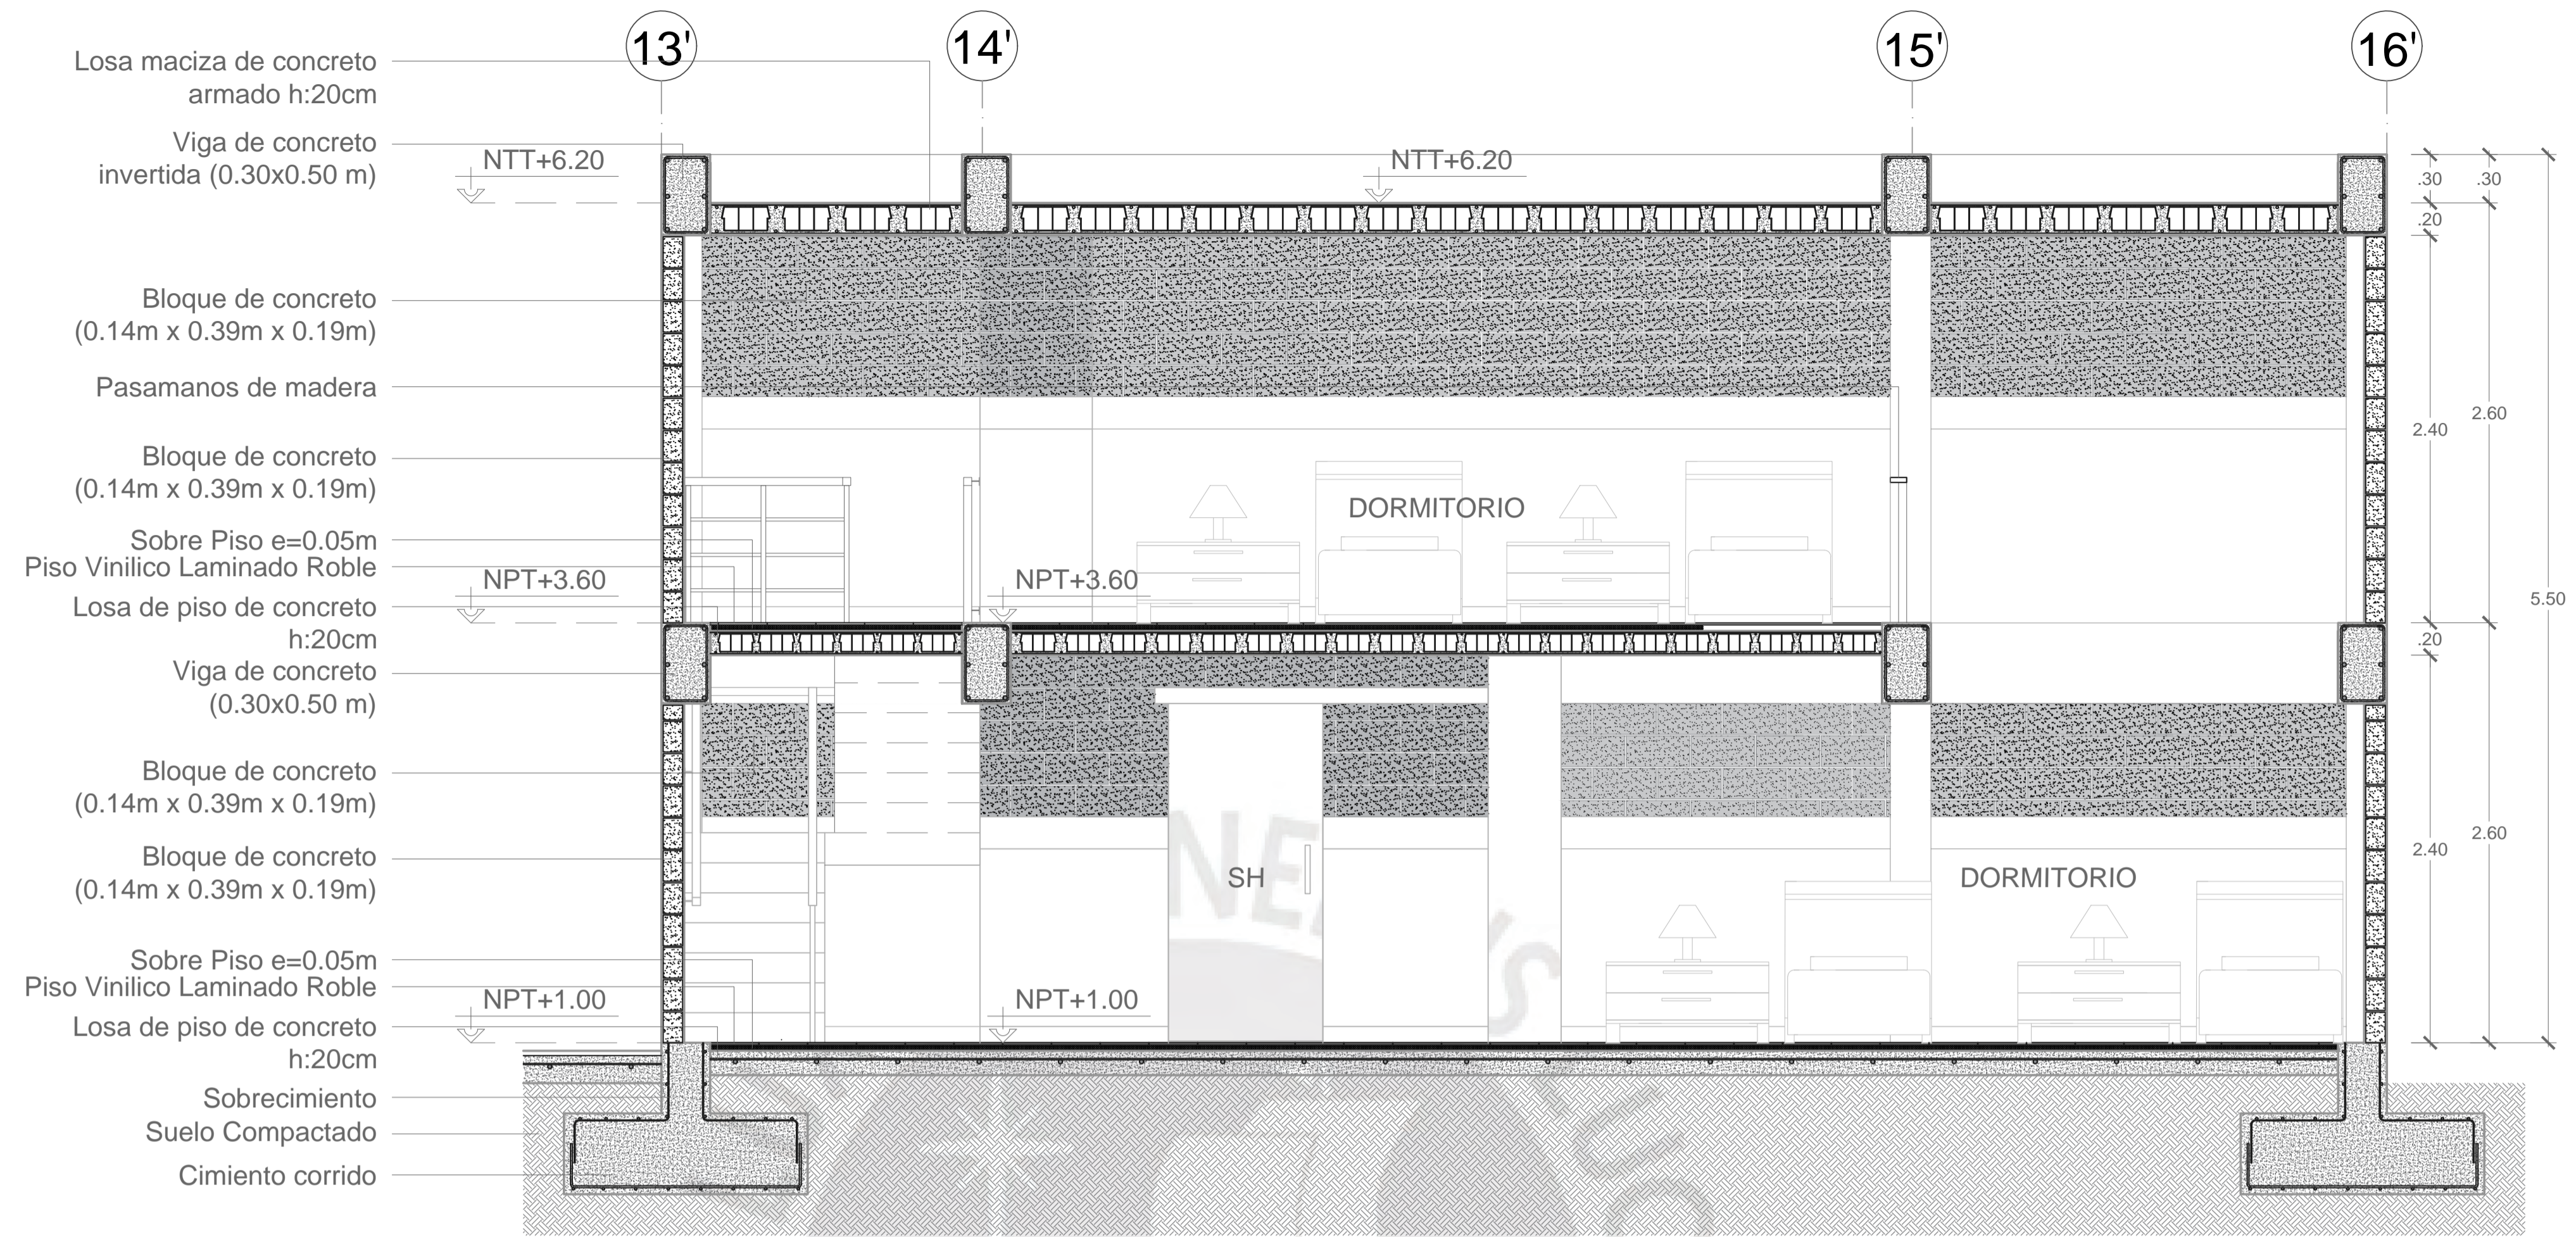 13' 14' 15' 16'
Losa maciza de concreto
armado h:20cm
Viga de concreto
invertida (0.30x0.50 m)
NTT+6.20
NTT+6.20
.30
.30
.20
Bloque de concreto
(0.14m x 0.39m x 0.19m)
Pasamanos de madera
2.60
2.40
Bloque de concreto
(0.14m x 0.39m x 0.19m)
DORMITORIO
Sobre Piso e=0.05m
Piso Vinilico Laminado Roble
NPT+3.60
NPT+3.60
5.50
Losa de piso de concreto
h:20cm
.20
Viga de concreto
(0.30x0.50 m)
Bloque de concreto
(0.14m x 0.39m x 0.19m)
2.60
2.40
Bloque de concreto
(0.14m x 0.39m x 0.19m)
SH
DORMITORIO
Sobre Piso e=0.05m
Piso Vinilico Laminado Roble
NPT+1.00
NPT+1.00
Losa de piso de concreto
h:20cm
Sobrecimiento
Suelo Compactado
Cimiento corrido